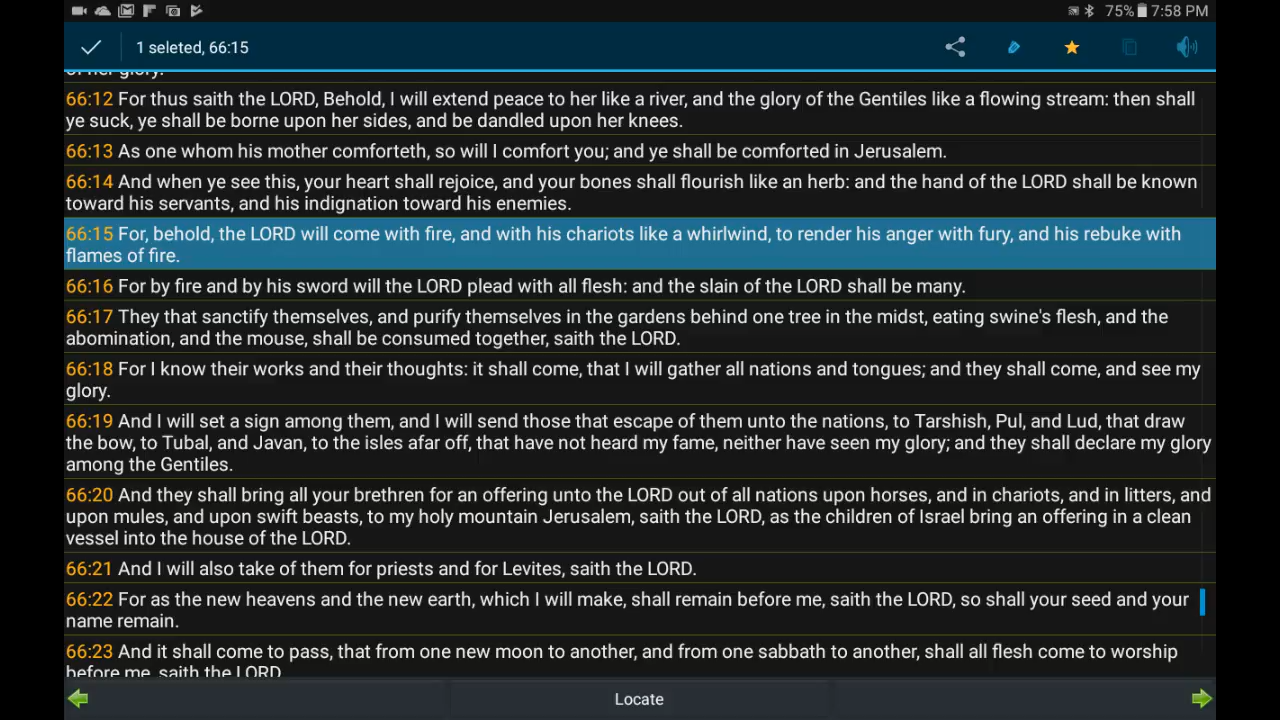 75% 7:58 PM
1 seleted, 66:15
of her glory.
66:12 For thus saith the LORD, Behold, I will extend peace to her like a river, and the glory of the Gentiles like a flowing stream: then shall
ye suck, ye shall be borne upon her sides, and be dandled upon her knees.
66:13 As one whom his mother comforteth, so will I comfort you; and ye shall be comforted in Jerusalem.
66:14 And when ye see this, your heart shall rejoice, and your bones shall flourish like an herb: and the hand of the LORD shall be known
toward his servants, and his indignation toward his enemies.
66:15 For, behold, the LORD will come with fire, and with his chariots like a whirlwind, to render his anger with fury, and his rebuke with
flames of fire.
66:16 For by fire and by his sword will the LORD plead with all flesh: and the slain of the LORD shall be many.
66:17 They that sanctify themselves, and purify themselves in the gardens behind one tree in the midst, eating swine's flesh, and the
abomination, and the mouse, shall be consumed together, saith the LORD.
66:18 For I know their works and their thoughts: it shall come, that I will gather all nations and tongues; and they shall come, and see my
glory.
66:19 And I will set a sign among them, and I will send those that escape of them unto the nations, to Tarshish, Pul, and Lud, that draw
the bow, to Tubal, and Javan, to the isles afar off, that have not heard my fame, neither have seen my glory; and they shall declare my glory
among the Gentiles.
66:20 And they shall bring all your brethren for an offering unto the LORD out of all nations upon horses, and in chariots, and in litters, and
upon mules, and upon swift beasts, to my holy mountain Jerusalem, saith the LORD, as the children of Israel bring an offering in a clean
vessel into the house of the LORD.
66:21 And I will also take of them for priests and for Levites, saith the LORD.
66:22 For as the new heavens and the new earth, which I will make, shall remain before me, saith the LORD, so shall your seed and your
name remain.
66:23 And it shall come to pass, that from one new moon to another, and from one sabbath to another, shall all flesh come to worship
before me, saith the LORD.
Locate